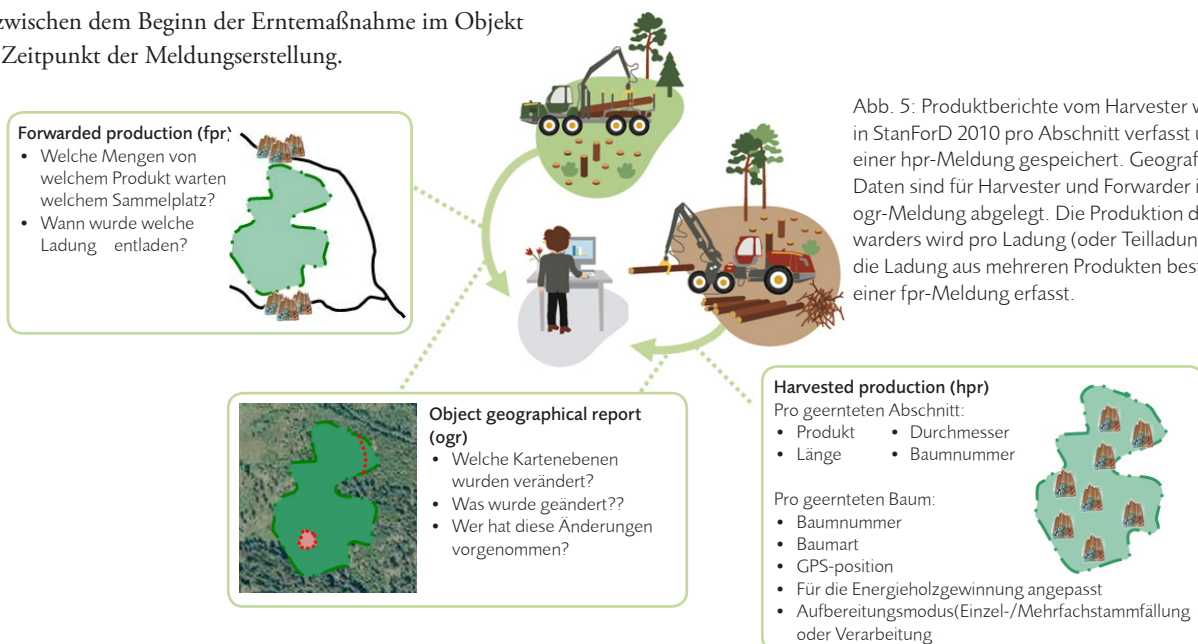 zwischen dem Beginn der Erntemaßnahme im Objekt
Zeitpunkt der Meldungserstellung.
Forwarded production (fpr)
• Welche Mengen von
welchem Produkt warten
welchem Sammelplatz?
• Wann wurde welche
Ladung entladen?
Abb. 5: Produktberichte vom Harvester
in StanForD 2010 pro Abschnitt verfasst
einer hpr-Meldung gespeichert.
Daten sind für Harvester und Forwarder
ogr-Meldung abgelegt. Die Produktion
warders wird pro Ladung (oder
die Ladung aus mehreren Produkten
einer fpr-Meldung erfasst.
Object geographical report
(ogr)
• Welche Kartenebenen
wurden verändert?
• Was wurde geändert??
• Wer hat diese Änderungen
vorgenommen?
Harvested production (hpr)
Pro geernteten Abschnitt:
• Produkt • Durchmesser
• Länge • Baumnummer
Pro geernteten Baum:
• Baumnummer
• Baumart
• GPS-position
• Für die Energieholzgewinnung angepasst
• Aufbereitungsmodus(Einzel-/Mehrfachstammfällung
oder Verarbeitung